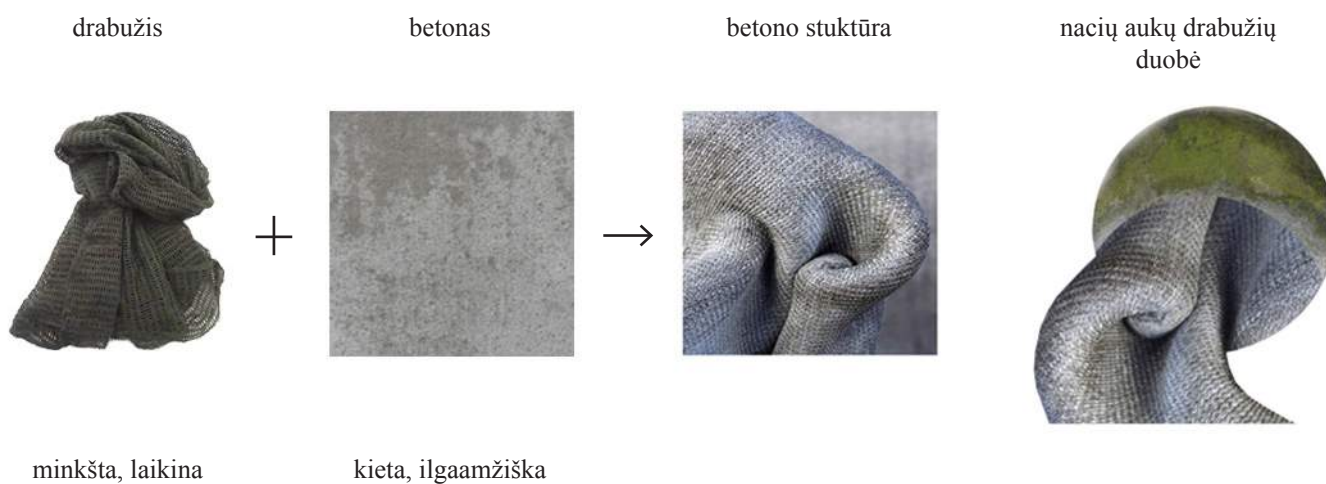 drabužis
betonas
betono stuktūra
nacių aukų drabužių
duobė
minkšta, laikina
kieta, ilgaamžiška